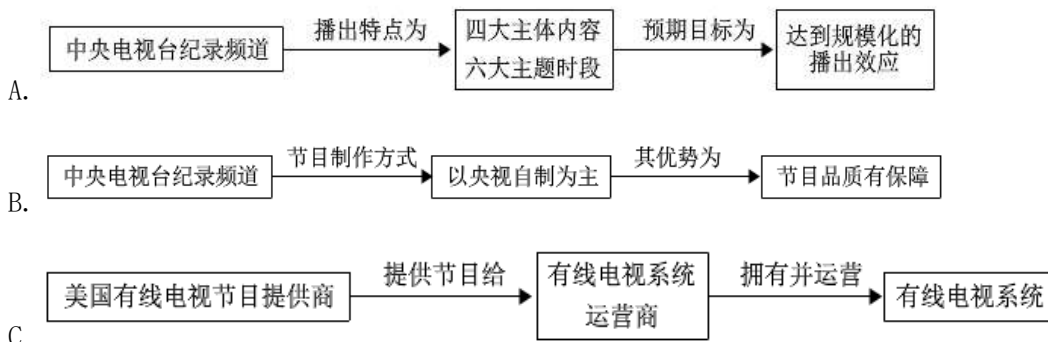 中央电视台纪录频道 播出特点为 四大主体内容 六大主题时段 预期目标为 达到规模化的 播出效应
A.
中央电视台纪录频道 节目制作方式 以央视自制为主 其优势为 节目品质有保障
B.
美国有线电视节目提供商 提供节目给 有线电视系统 运营商 拥有并运营 有线电视系统
C